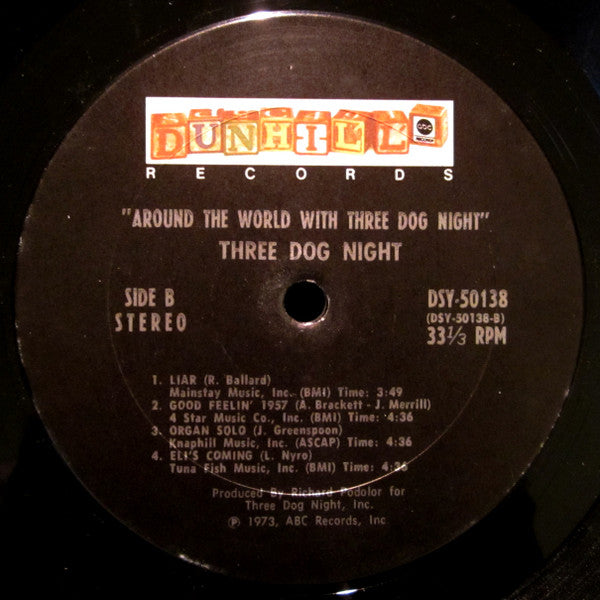 DUNHILL abc
RECORDS
"AROUND THE WORLD WITH THREE DOG NIGHT"
THREE DOG NIGHT
SIDE B
STEREO
DSY-50138
(DSY-50138-B)
33 1/3 RPM
1. LIAR (R. Ballard)
Mainstay Music, Inc. (BMI) Time: 3:49
2. GOOD FEELIN' 1957 (A. Brackett - J. Merrill)
4 Star Music Co., Inc. (BMI) Time: 4:36
3. ORGAN SOLO (J. Greenspoon)
Knaphill Music, Inc. (ASCAP) Time: 4:36
4. ELI'S COMING (L. Nyro)
Tuna Fish Music, Inc. (BMI) Time: 4:36
Produced By Richard Podolor for
Three Dog Night, Inc.
℗ 1973, ABC Records, Inc